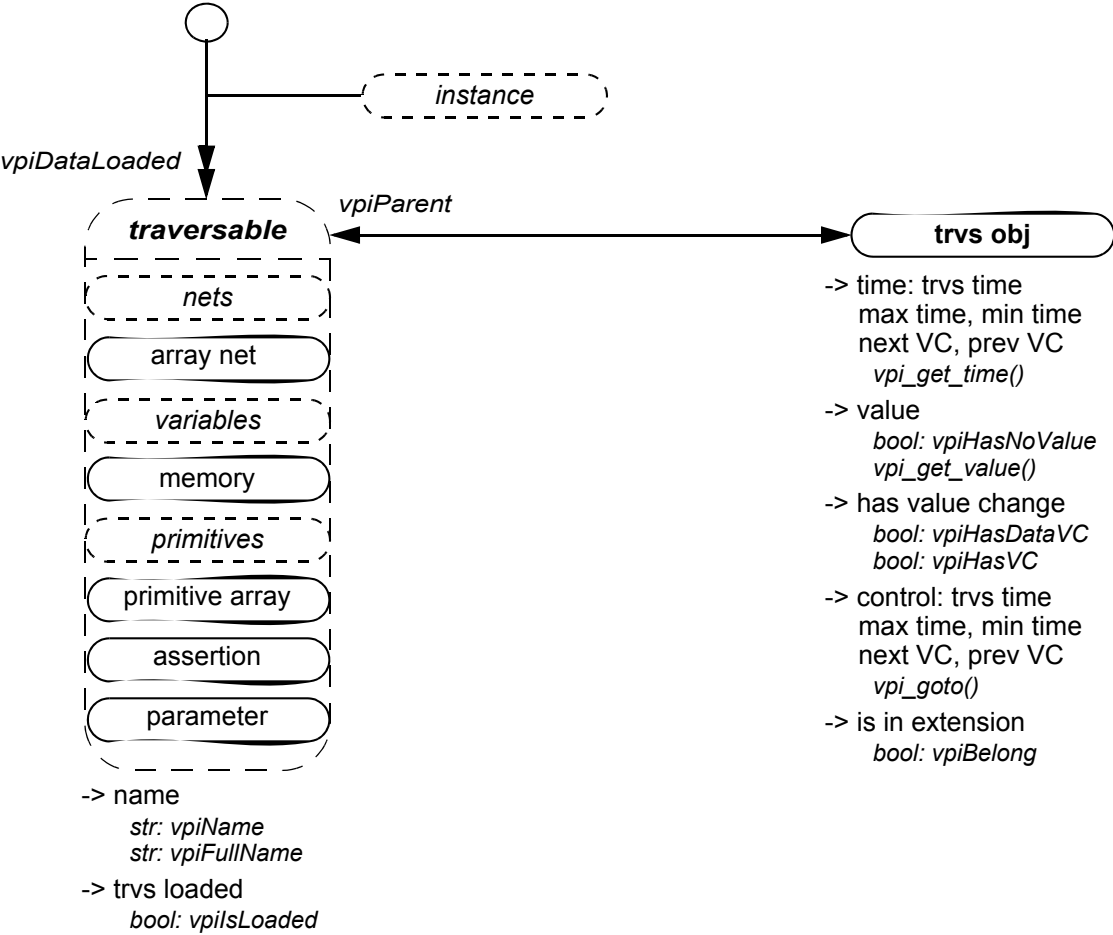 instance
vpiDataLoaded
vpiParent
traversable
nets
array net
variables
memory
primitives
primitive array
assertion
parameter
-> name
str: vpiName
str: vpiFullName
-> trvs loaded
bool: vpiIsLoaded
trvs obj
-> time: trvs time
max time, min time
next VC, prev VC
vpi_get_time()
-> value
bool: vpiHasNoValue
vpi_get_value()
-> has value change
bool: vpiHasDataVC
bool: vpiHasVC
-> control: trvs time
max time, min time
next VC, prev VC
vpi_goto()
-> is in extension
bool: vpiBelong